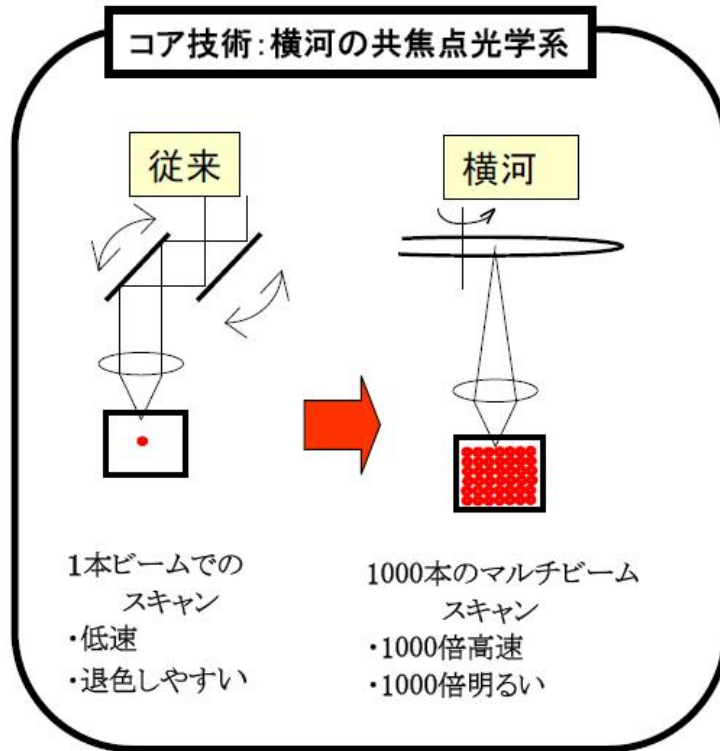 コア技術:横河の共焦点光学系
従来
横河
1本ビームでの
スキャン
・低速
・退色しやすい
1000本のマルチビーム
スキャン
・1000倍高速
・1000倍明るい